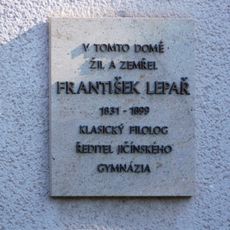 V TOMTO DOMĚ
ŽIL A ZEMŘEL
FRANTIŠEK LEPAŘ
1831 - 1899
KLASICKÝ FILOLOG
ŘEDITEL JIČÍNSKÉHO
GYMNÁZIA